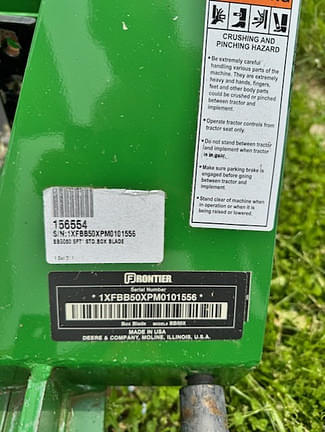 CRUSHING AND
PINCHING HAZARD
• Be extremely careful
handling various parts of the
machine. They are extremely
heavy and hands, fingers,
feet and other body parts
could be crushed or pinched
between tractor and
implement.
• Operate tractor controls from
tractor seat only.
• Do not stand between tractor
and implement when tractor
is in gear.
• Make sure parking brake is
engaged before going
between tractor and
implement.
• Stand clear of machine when
in operation or when it is
being raised or lowered.
156554
S/N:1XFBB50XPM0101556
STD.BOX BLADE
FRONTIER
Serial Number
* 1XFBB50XPM0101556 *
Box Blade
MADE IN USA
DEERE & COMPANY, MOLINE, ILLINOIS, U.S.A.